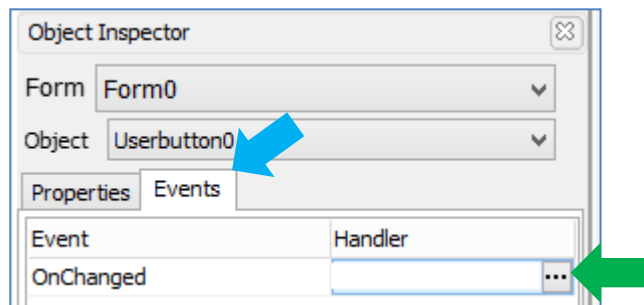 Object Inspector
Form Form0
Object Userbutton0
Properties Events
Event Handler
OnChanged ...